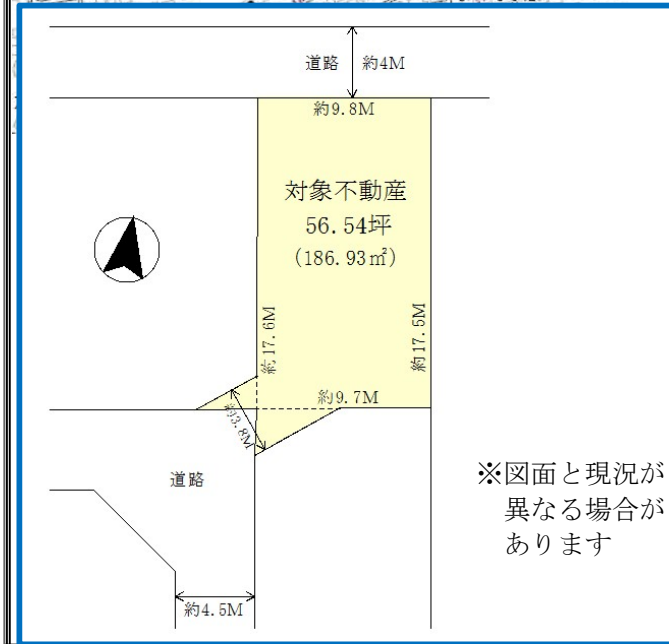 道路 約4M
約9.8M
対象不動産
56.54坪
(186.93㎡)
約17.6M
約17.5M
約9.7M
約3.8M
道路
※図面と現況が
異なる場合が
あります
約4.5M